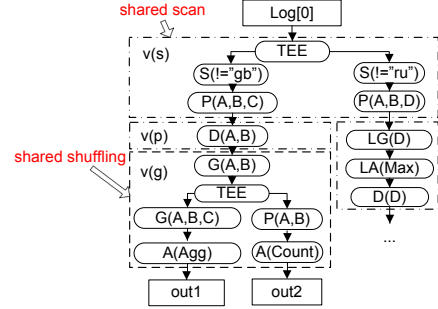 shared scan
Log[0]
v(s)
TEE
S(!="gb")
S(!="ru")
P(A,B,C)
P(A,B,D)
v(p)
D(A,B)
LG(D)
shared shuffling
v(g)
G(A,B)
LA(Max)
TEE
D(D)
G(A,B,C)
P(A,B)
...
A(Agg)
A(Count)
out1
out2